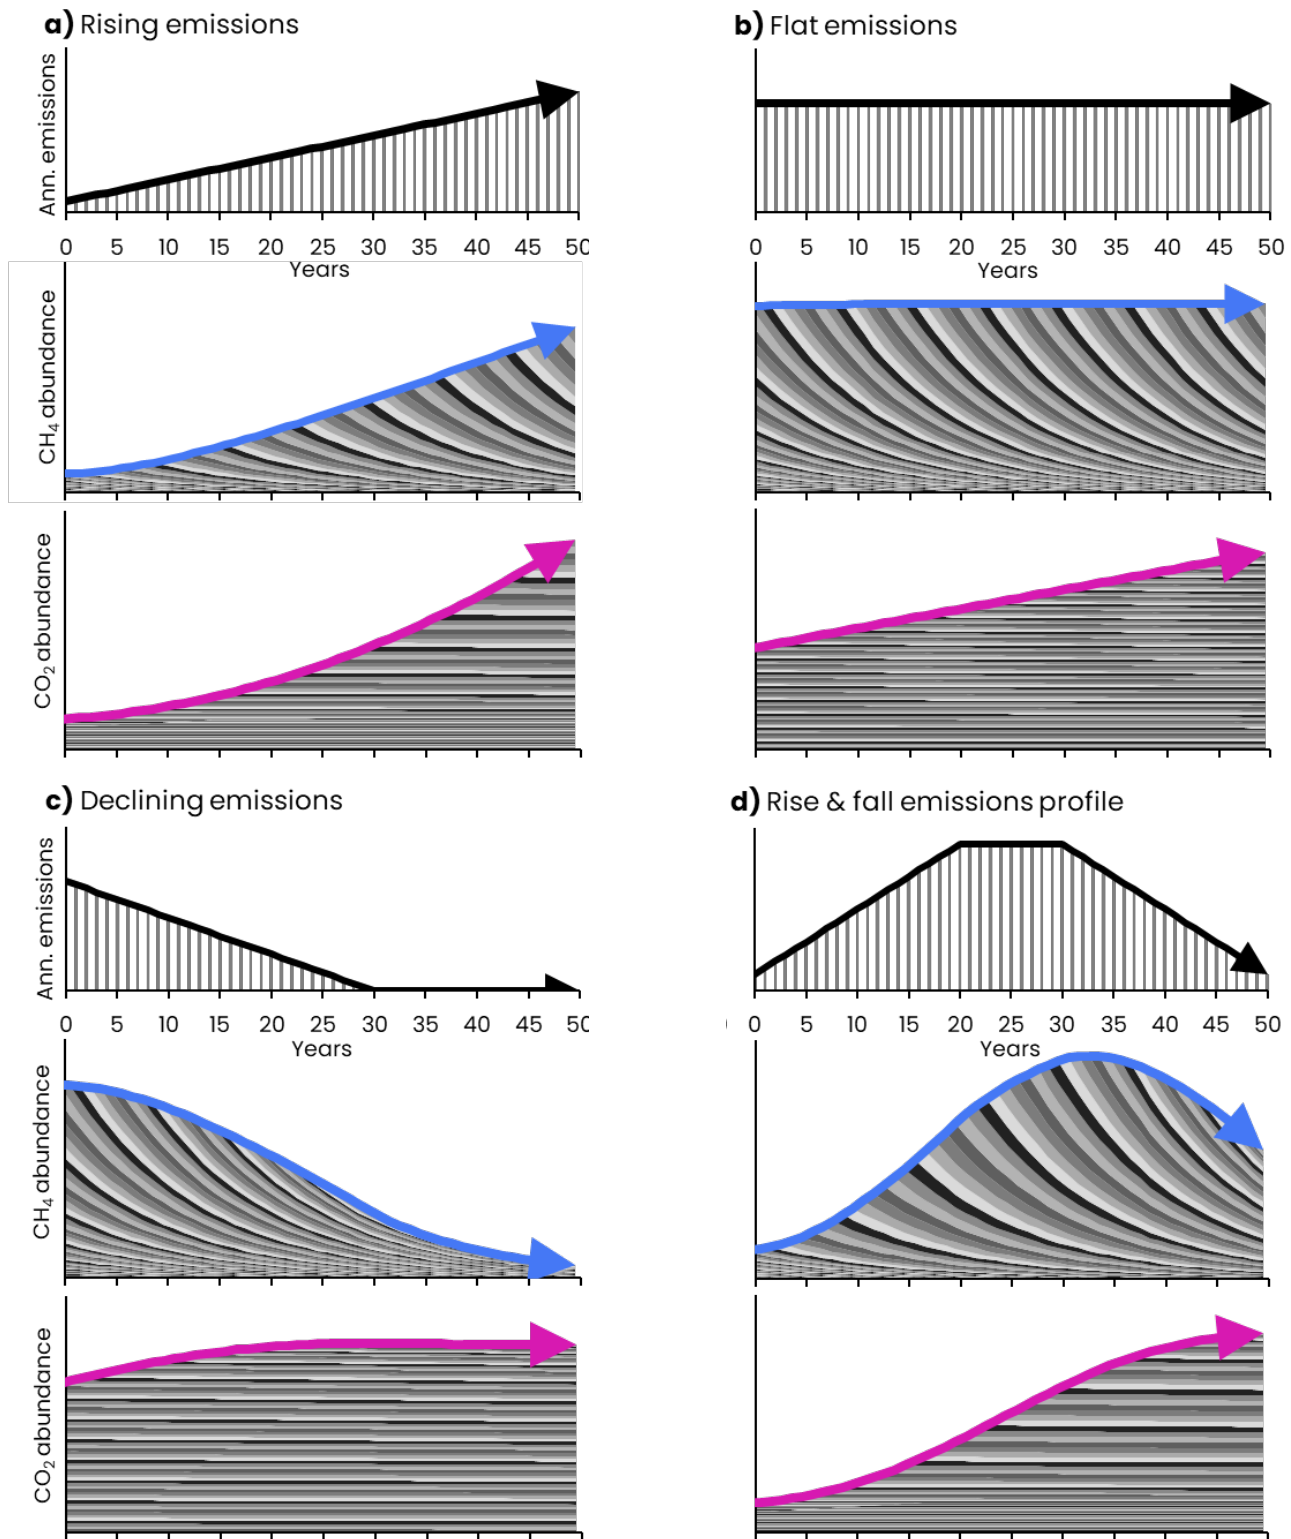 a) Rising emissions
Ann. emissions
0 5 10 15 20 25 30 35 40 45 50
Years
CH₄ abundance
CO₂ abundance
b) Flat emissions
0 5 10 15 20 25 30 35 40 45 50
Years
c) Declining emissions
Ann. emissions
0 5 10 15 20 25 30 35 40 45 50
Years
CH₄ abundance
CO₂ abundance
d) Rise & fall emissions profile
0 5 10 15 20 25 30 35 40 45 50
Years